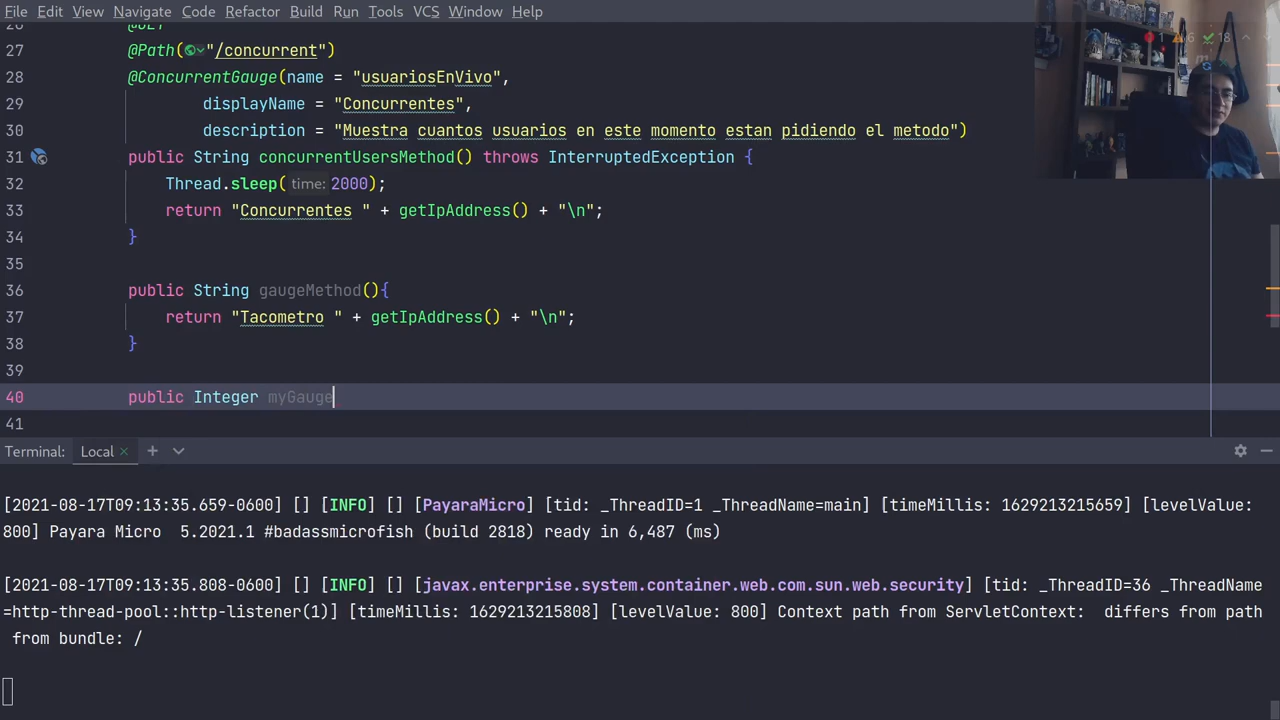 File Edit View Navigate Code Refactor Build Run Tools VCS Window Help
1 6 18
26 @GET
27 @Path("/concurrent")
28 @ConcurrentGauge(name = "usuariosEnVivo",
29 displayName = "Concurrentes",
30 description = "Muestra cuantos usuarios en este momento estan pidiendo el metodo")
31 public String concurrentUsersMethod() throws InterruptedException {
32 Thread.sleep( time: 2000);
33 return "Concurrentes " + getIpAddress() + "\n";
34 }
35
36 public String gaugeMethod(){
37 return "Tacometro " + getIpAddress() + "\n";
38 }
39
40 public Integer myGauge
41
Terminal: Local × +
[2021-08-17T09:13:35.659-0600] [] [INFO] [] [PayaraMicro] [tid: _ThreadID=1 _ThreadName=main] [timeMillis: 1629213215659] [levelValue:
800] Payara Micro  5.2021.1 #badassmicrofish (build 2818) ready in 6,487 (ms)
[2021-08-17T09:13:35.808-0600] [] [INFO] [] [javax.enterprise.system.container.web.com.sun.web.security] [tid: _ThreadID=36 _ThreadName
=http-thread-pool::http-listener(1)] [timeMillis: 1629213215808] [levelValue: 800] Context path from ServletContext:  differs from path
from bundle: /